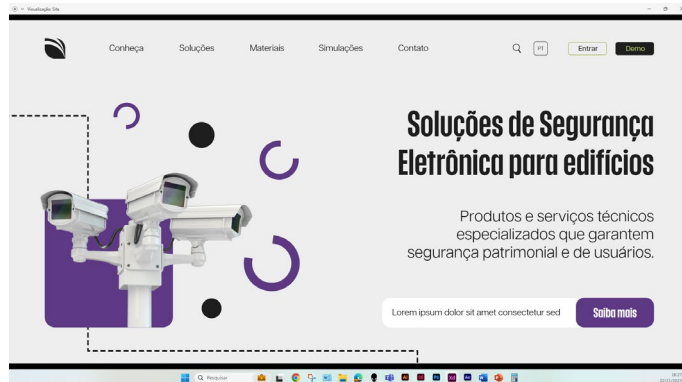 Visualização Site
Conheça
Soluções
Materiais
Simulações
Contato
PT
Entrar
Demo
Soluções de Segurança
Eletrônica para edifícios
Produtos e serviços técnicos
especializados que garantem
segurança patrimonial e de usuários.
Lorem ipsum dolor sit amet consectetur sed
Saiba mais
Pesquisar